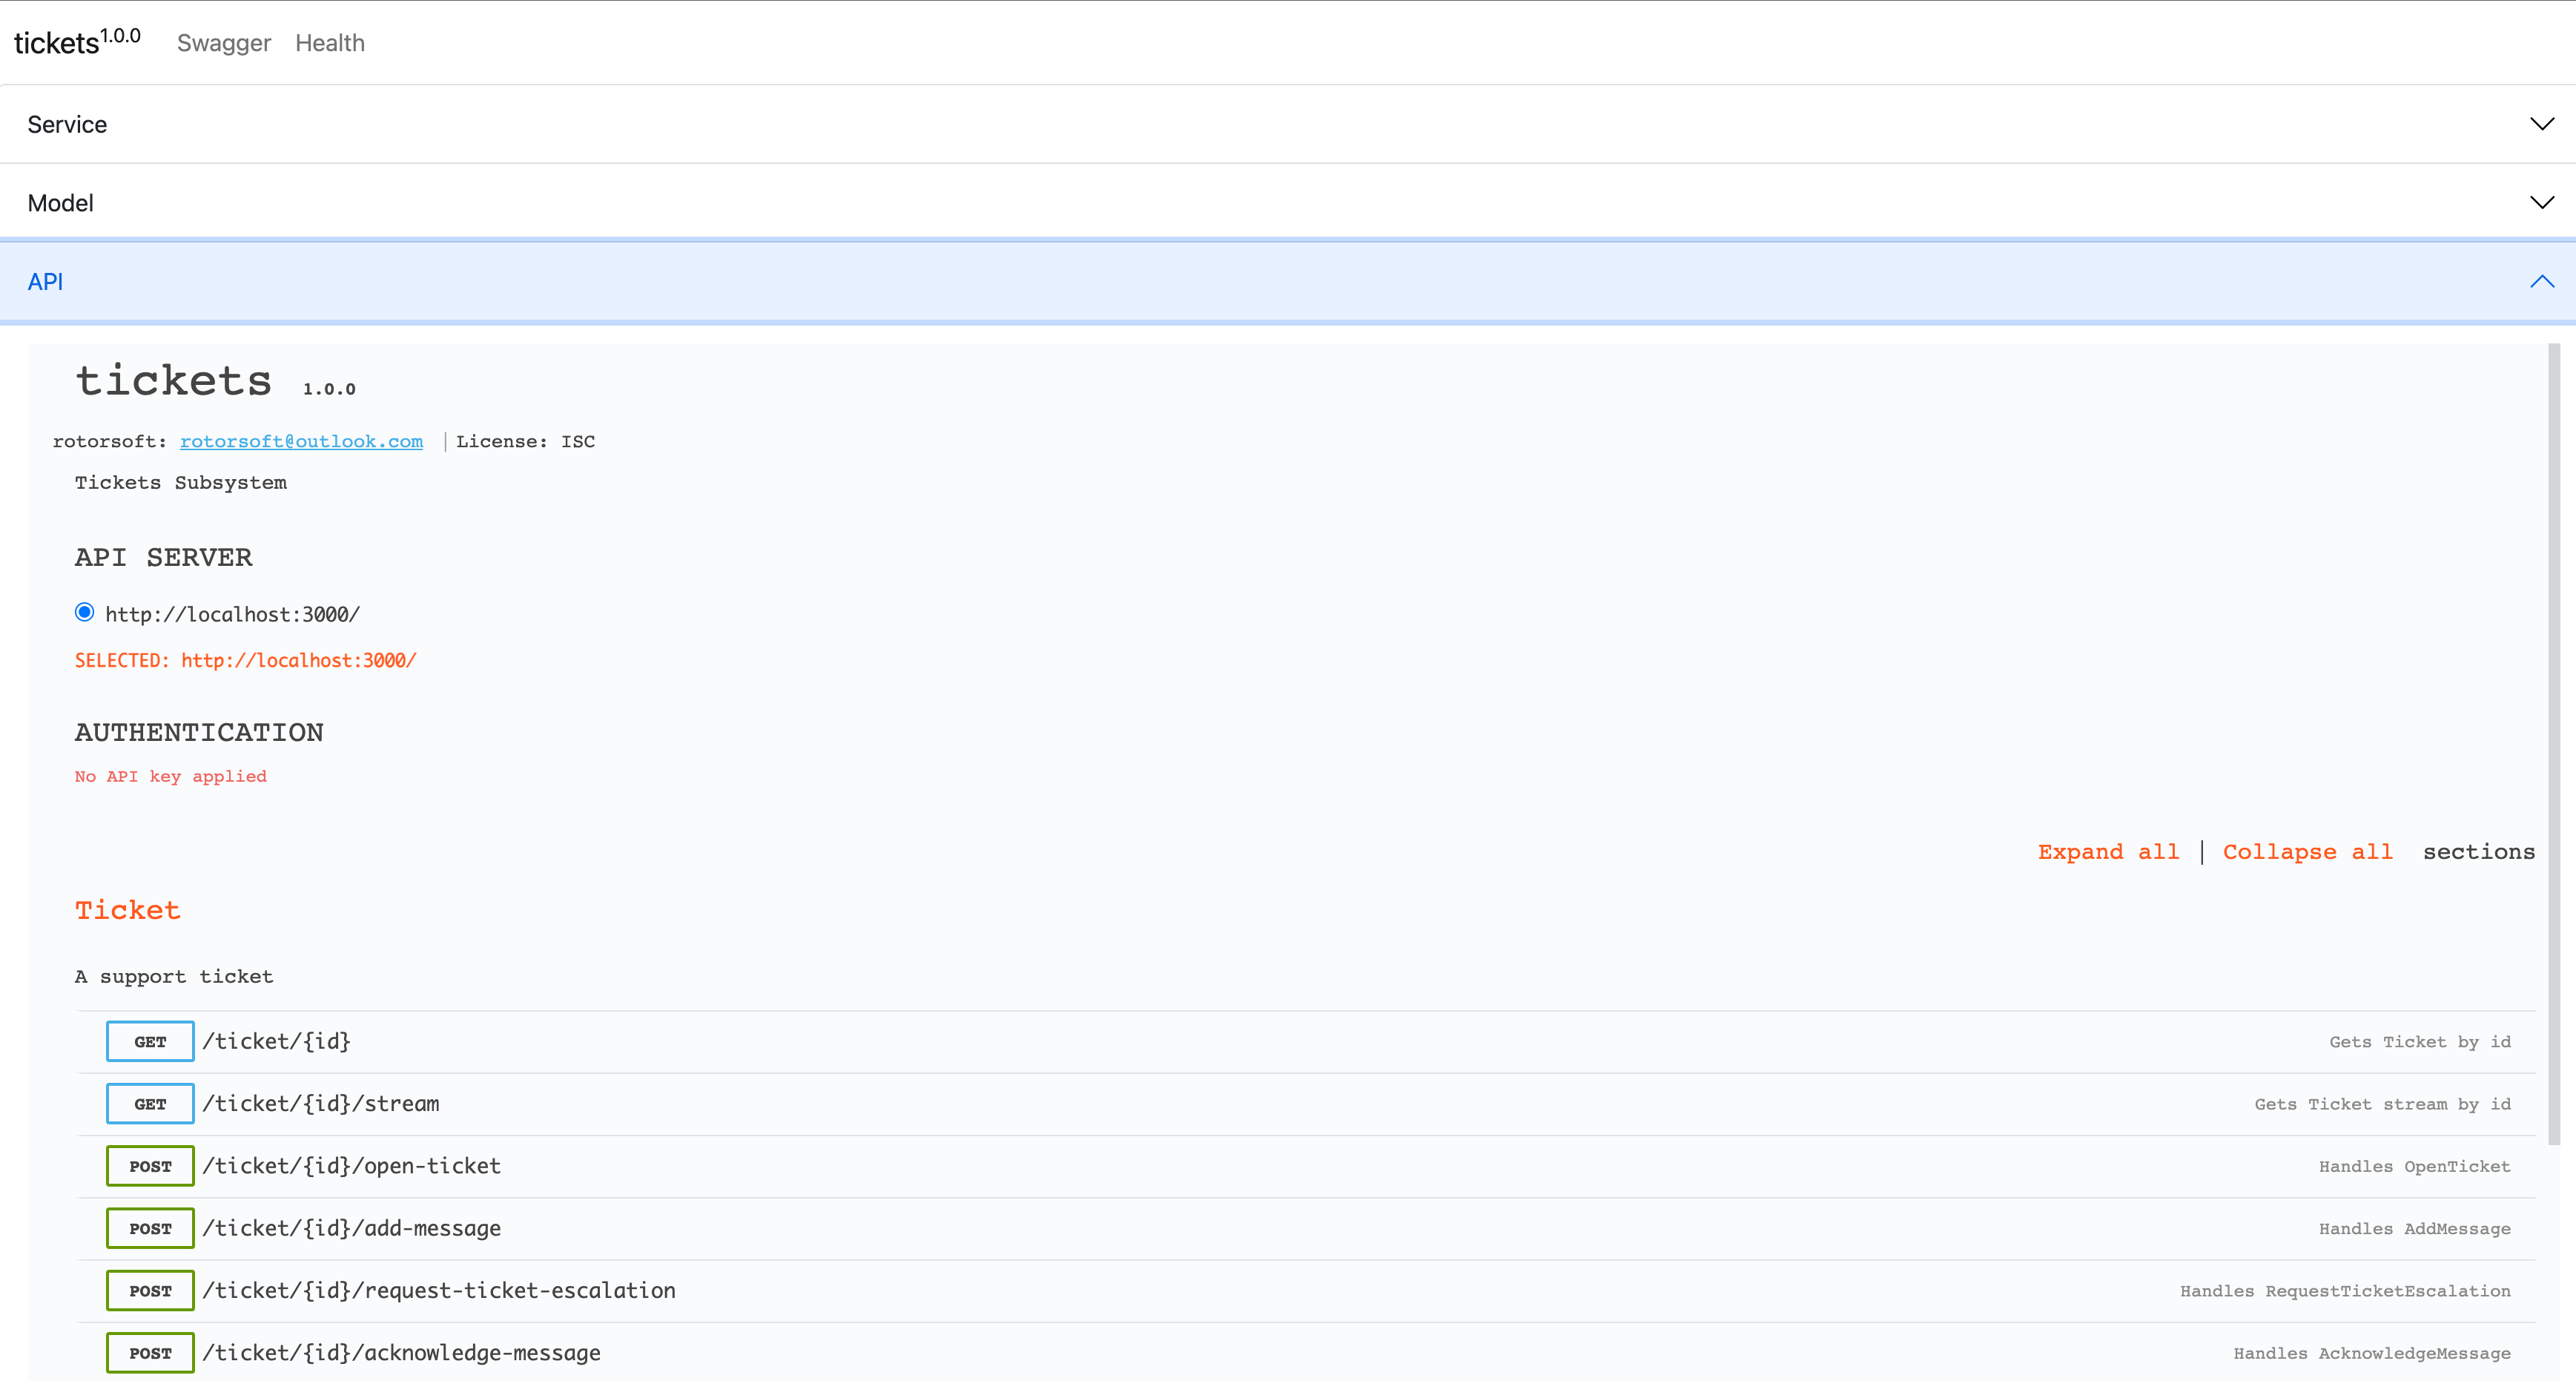 tickets1.0.0 Swagger Health
Service
Model
API
tickets 1.0.0
rotorsoft: rotorsoft@outlook.com | License: ISC
Tickets Subsystem
API SERVER
http://localhost:3000/
SELECTED: http://localhost:3000/
AUTHENTICATION
No API key applied
Expand all | Collapse all sections
Ticket
A support ticket
GET /ticket/{id} Gets Ticket by id
GET /ticket/{id}/stream Gets Ticket stream by id
POST /ticket/{id}/open-ticket Handles OpenTicket
POST /ticket/{id}/add-message Handles AddMessage
POST /ticket/{id}/request-ticket-escalation Handles RequestTicketEscalation
POST /ticket/{id}/acknowledge-message Handles AcknowledgeMessage